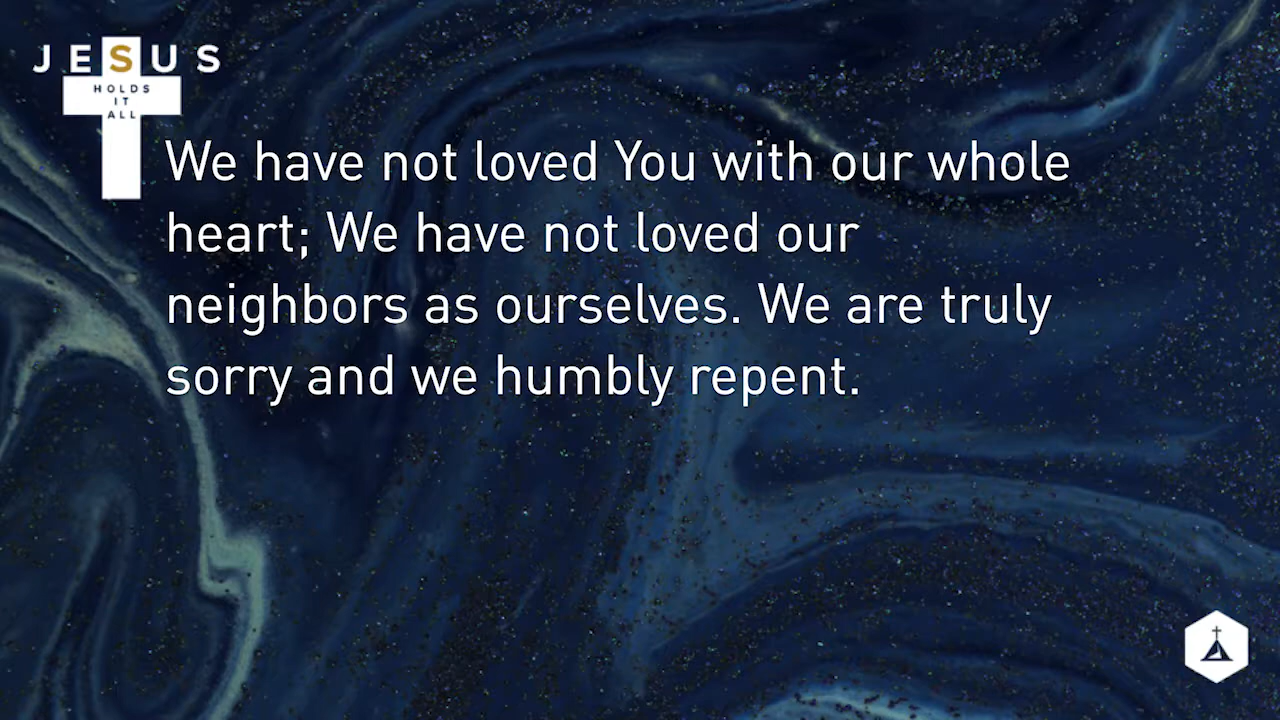 JESUS
HOLDS
IT
ALL
We have not loved You with our whole
heart; We have not loved our
neighbors as ourselves. We are truly
sorry and we humbly repent.